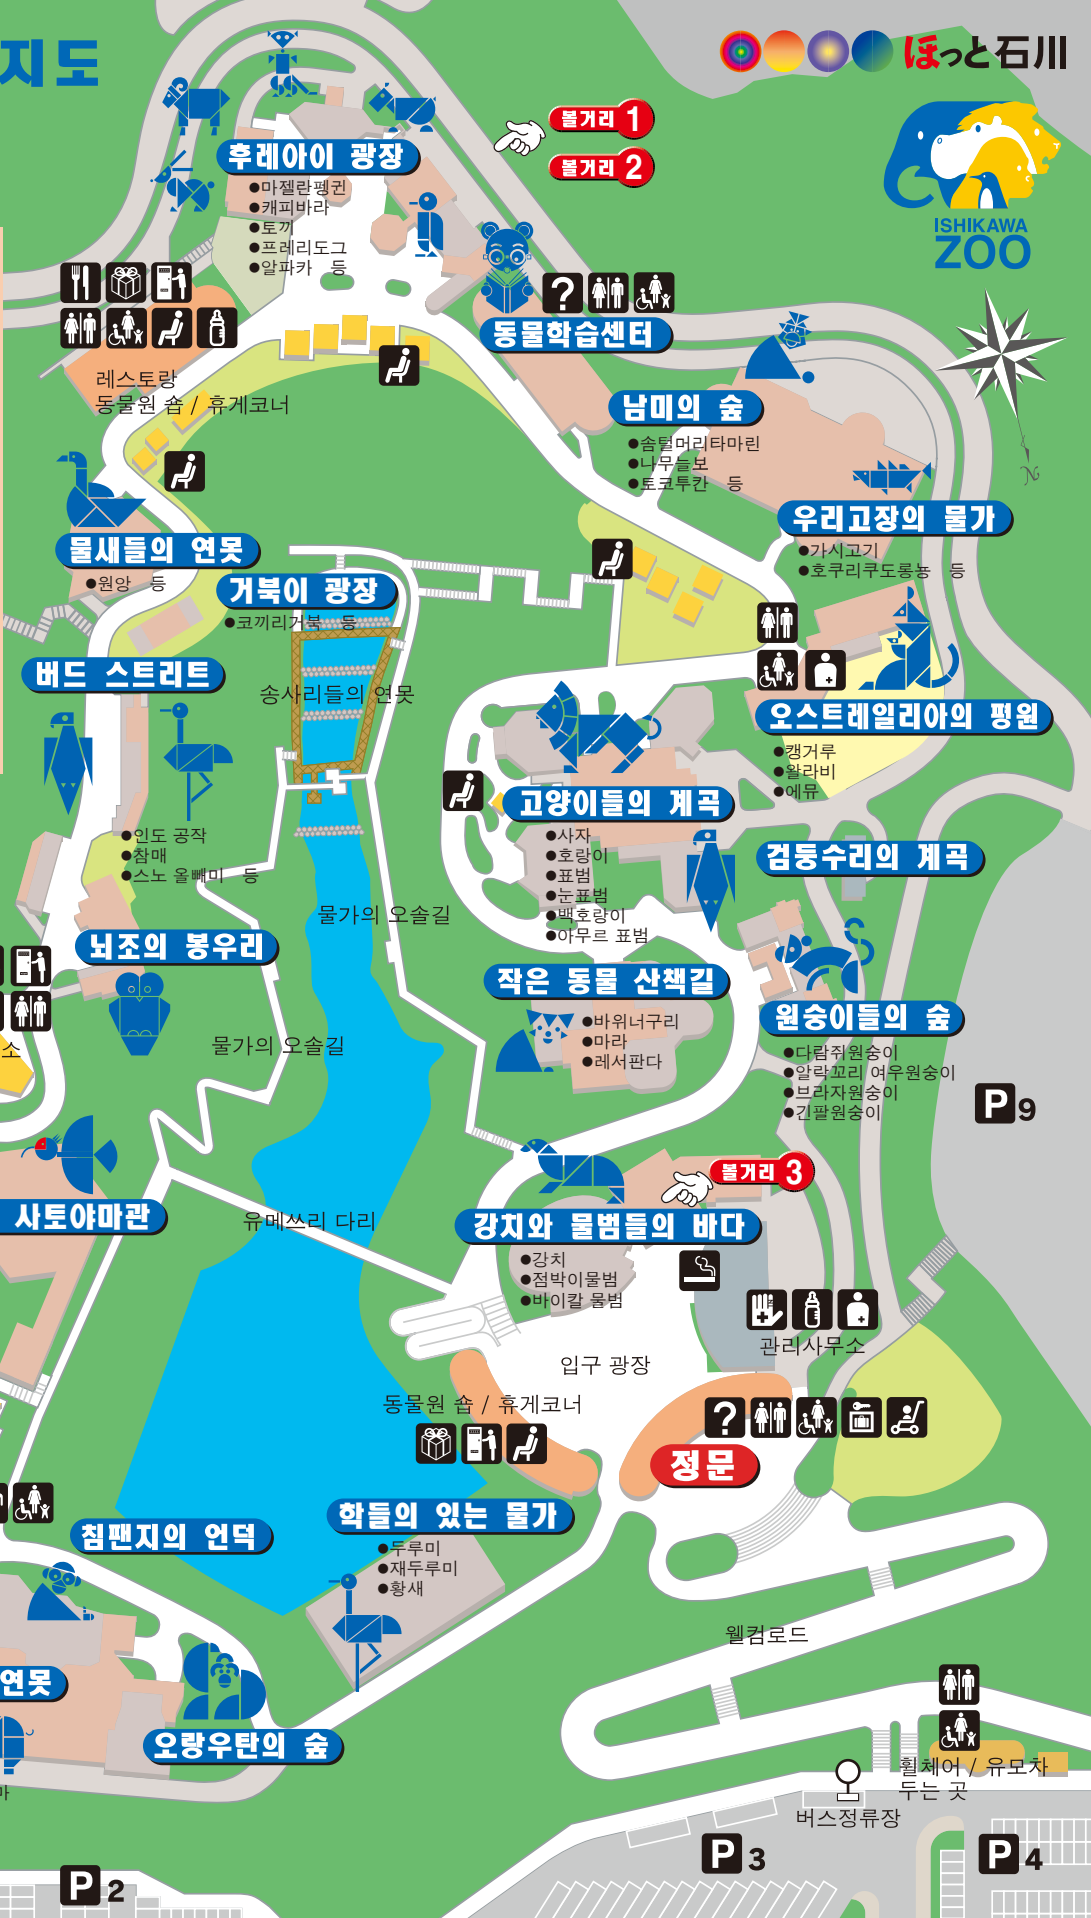 지도
ほっと石川
ISHIKAWA
ZOO
볼거리 1
볼거리 2
후레아이 광장
●마젤란펭귄
●캐피바라
●토끼
●프레리도그
●알파카 등
?
동물학습센터
레스토랑
동물원 숍 / 휴게코너
남미의 숲
●솜털머리타마린
●나무늘보
●토코투칸 등
N
우리고장의 물가
●가시고기
●호쿠리쿠도롱뇽 등
물새들의 연못
●원앙 등
거북이 광장
●코끼리거북 등
버드 스트리트
송사리들의 연못
오스트레일리아의 평원
●캥거루
●왈라비
●에뮤
고양이들의 계곡
●사자
●호랑이
●표범
●눈표범
●백호랑이
●아무르 표범
●인도 공작
●참매
●스노 올빼미 등
검둥수리의 계곡
물가의 오솔길
뇌조의 봉우리
작은 동물 산책길
●바위너구리
●마라
●레서판다
원숭이들의 숲
●다람쥐원숭이
●알락꼬리 여우원숭이
●브라자원숭이
●긴팔원숭이
소
물가의 오솔길
P 9
볼거리 3
사토야마관
유메쓰리 다리
강치와 물범들의 바다
●강치
●점박이물범
●바이칼 물범
관리사무소
입구 광장
동물원 숍 / 휴게코너
?
정문
학들의 있는 물가
●두루미
●재두루미
●황새
침팬지의 언덕
웰컴로드
연못
오랑우탄의 숲
마
휠체어 / 유모차
두는 곳
버스정류장
P 3
P 4
P 2